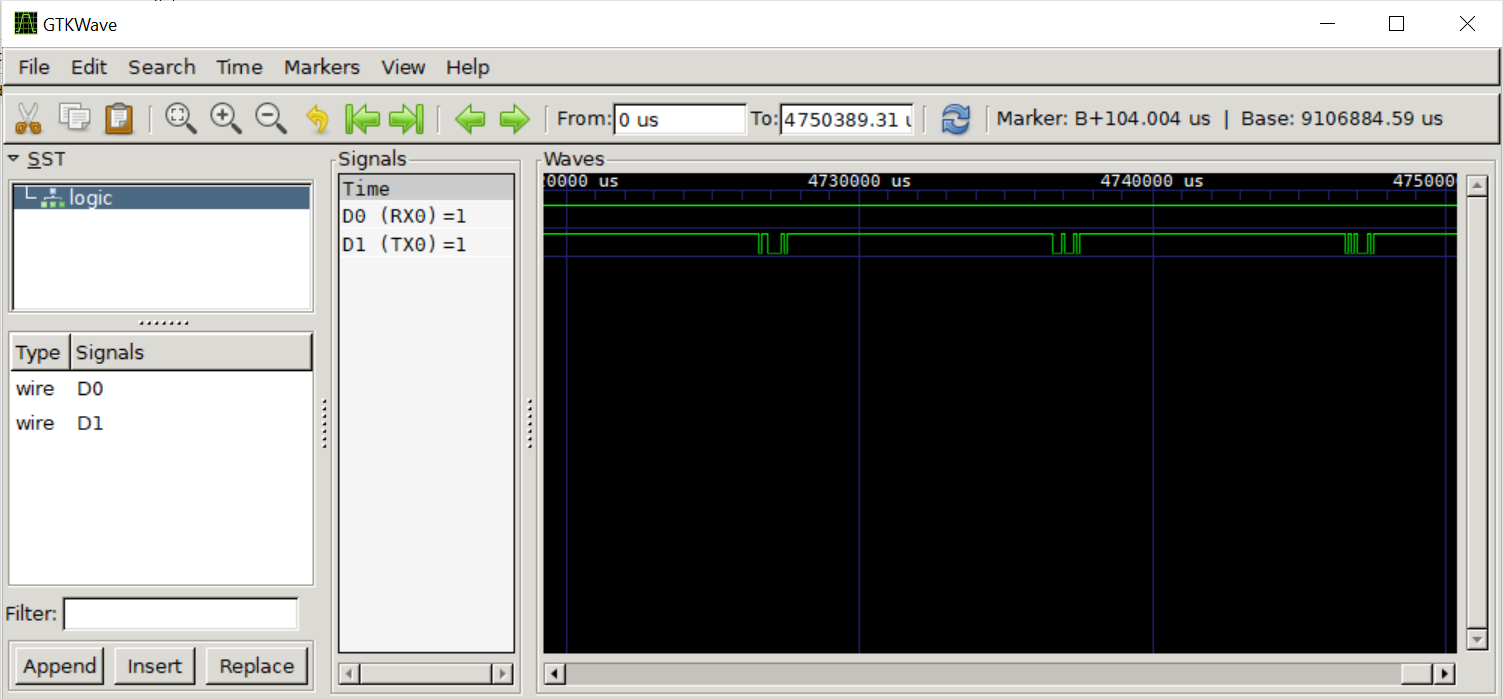 GTKWave
File Edit Search Time Markers View Help
From: 0 us To: 4750389.31 u Marker: B+104.004 us | Base: 9106884.59 us
SST
logic
Type Signals
wire D0
wire D1
Filter:
Append Insert Replace
Signals
Time
D0 (RX0)=1
D1 (TX0)=1
Waves
:0000 us 4730000 us 4740000 us 475000